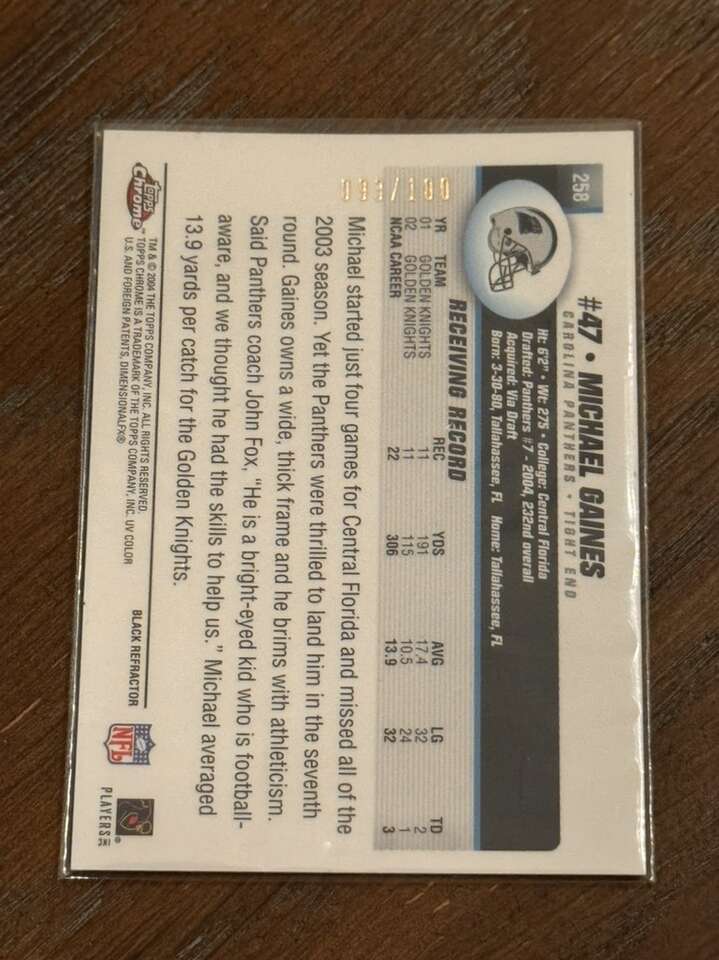 258
#47 • MICHAEL GAINES
CAROLINA PANTHERS • TIGHT END
Ht: 6'2" • Wt: 275 • College: Central Florida
Drafted: Panthers #7 - 2004, 232nd overall
Acquired: Via Draft
Born: 3-30-80, Tallahassee, FL Home: Tallahassee, FL
RECEIVING RECORD
YR TEAM REC YDS AVG LG TD
01 GOLDEN KNIGHTS 11 191 17.4 32 2
02 GOLDEN KNIGHTS 11 115 10.5 24 1
NCAA CAREER 22 306 13.9 32 3
093/100
Michael started just four games for Central Florida and missed all of the
2003 season. Yet the Panthers were thrilled to land him in the seventh
round. Gaines owns a wide, thick frame and he brims with athleticism.
Said Panthers coach John Fox, "He is a bright-eyed kid who is football-
aware, and we thought he had the skills to help us." Michael averaged
13.9 yards per catch for the Golden Knights.
Topps Chrome™
TM & © 2004 THE TOPPS COMPANY, INC. ALL RIGHTS RESERVED.
TOPPS CHROME IS A TRADEMARK OF THE TOPPS COMPANY, INC. UV COLOR
U.S. AND FOREIGN PATENTS, DIMENSIONALFX®
BLACK REFRACTOR
NFL
PLAYERS INC